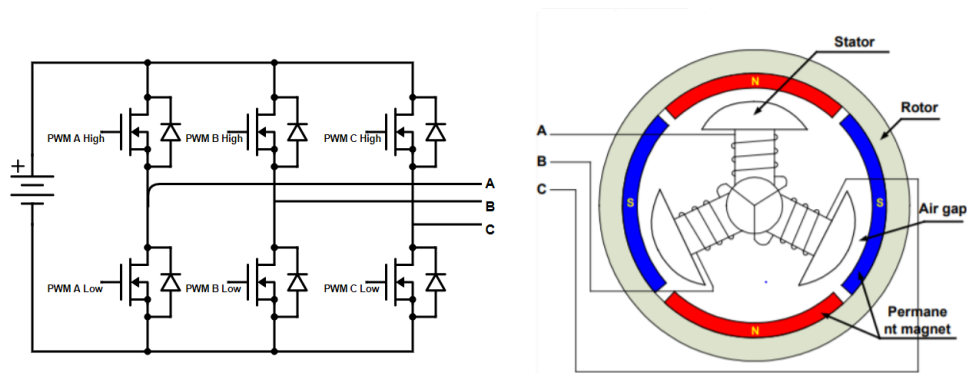 PWM A High
PWM B High
PWM C High
+
A
B
C
PWM A Low
PWM B Low
PWM C Low
Stator
Rotor
Air gap
Permane
nt magnet
A
B
C
N
S
S
N